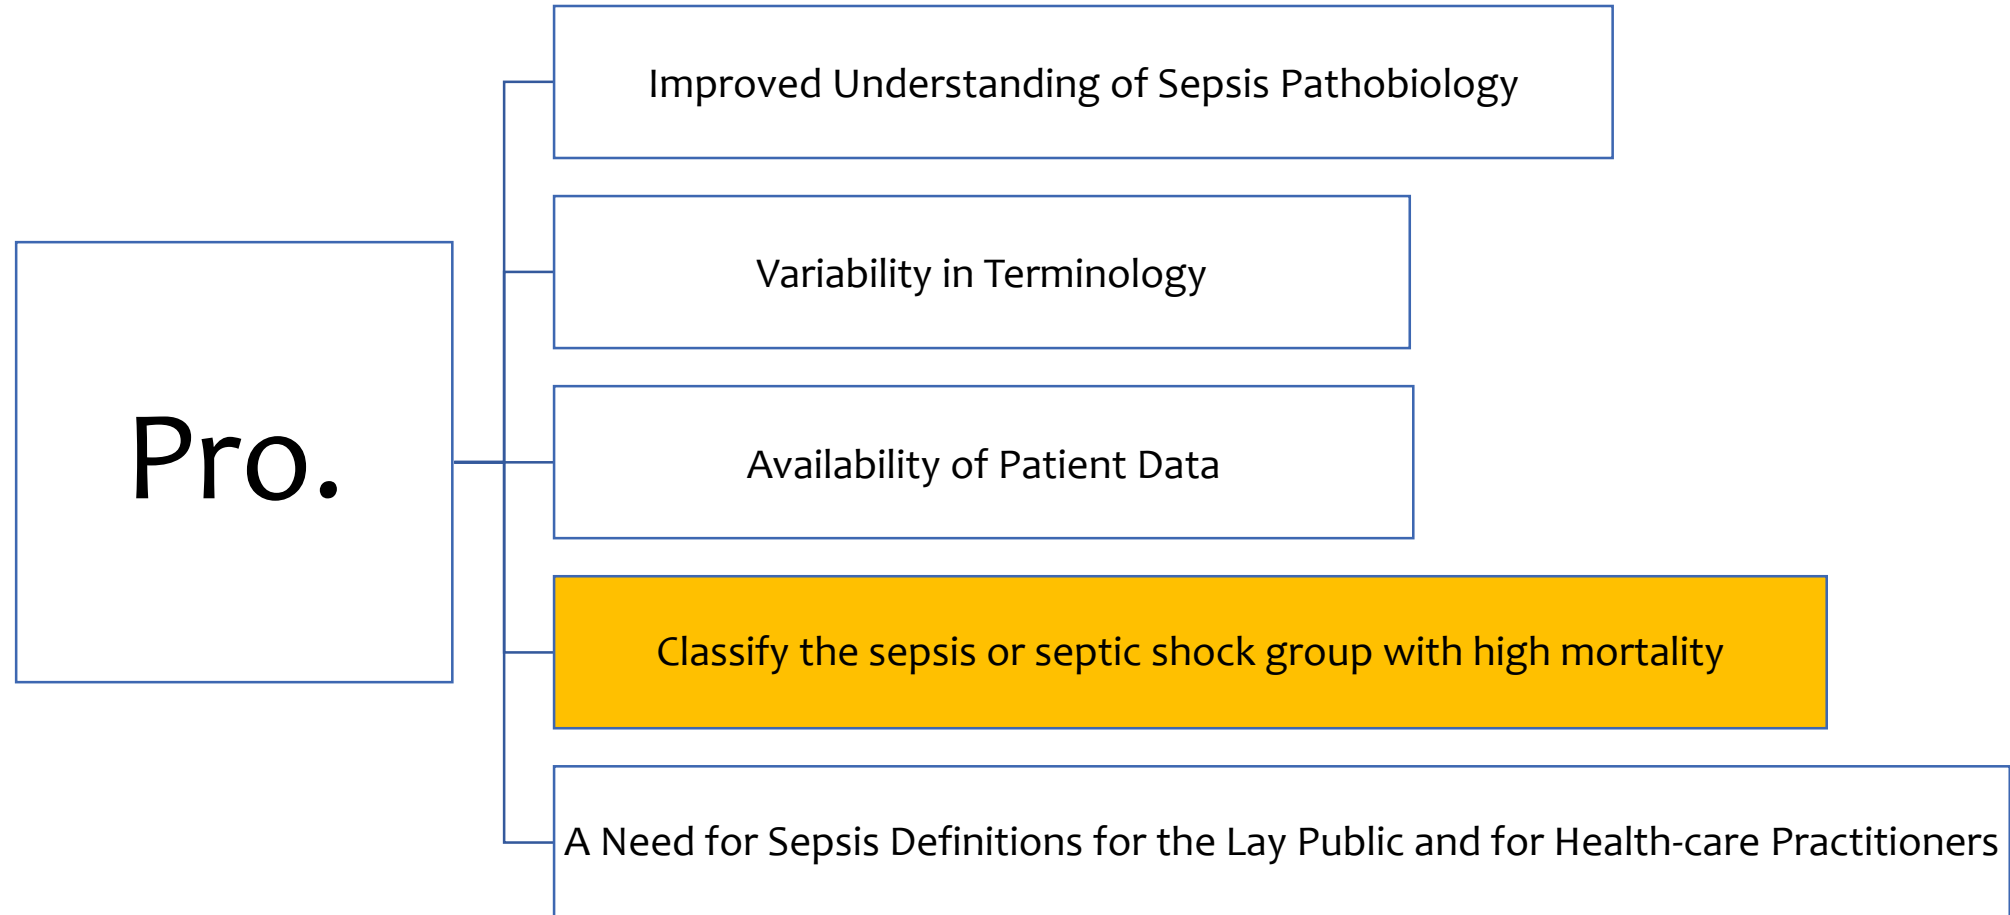 Pro.
Improved Understanding of Sepsis Pathobiology
Variability in Terminology
Availability of Patient Data
Classify the sepsis or septic shock group with high mortality
A Need for Sepsis Definitions for the Lay Public and for Health-care Practitioners